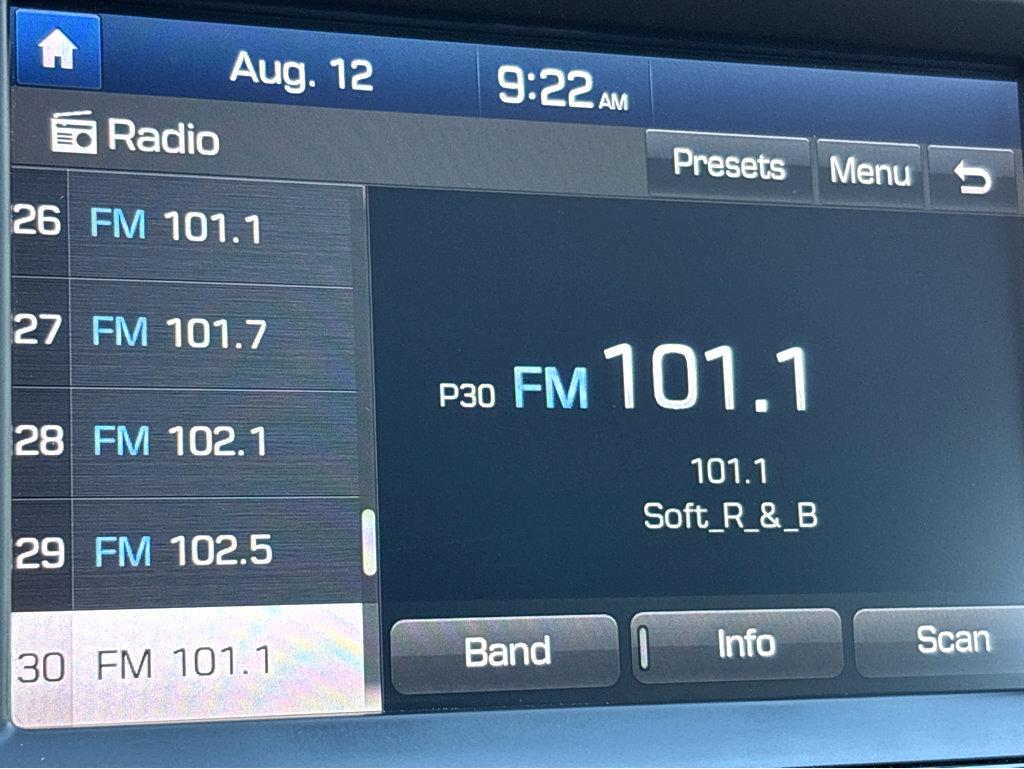 Aug. 12 9:22 AM
Radio Presets Menu
26 FM 101.1
27 FM 101.7
28 FM 102.1
29 FM 102.5
30 FM 101.1
P30 FM 101.1
101.1
Soft_R_&_B
Band Info Scan